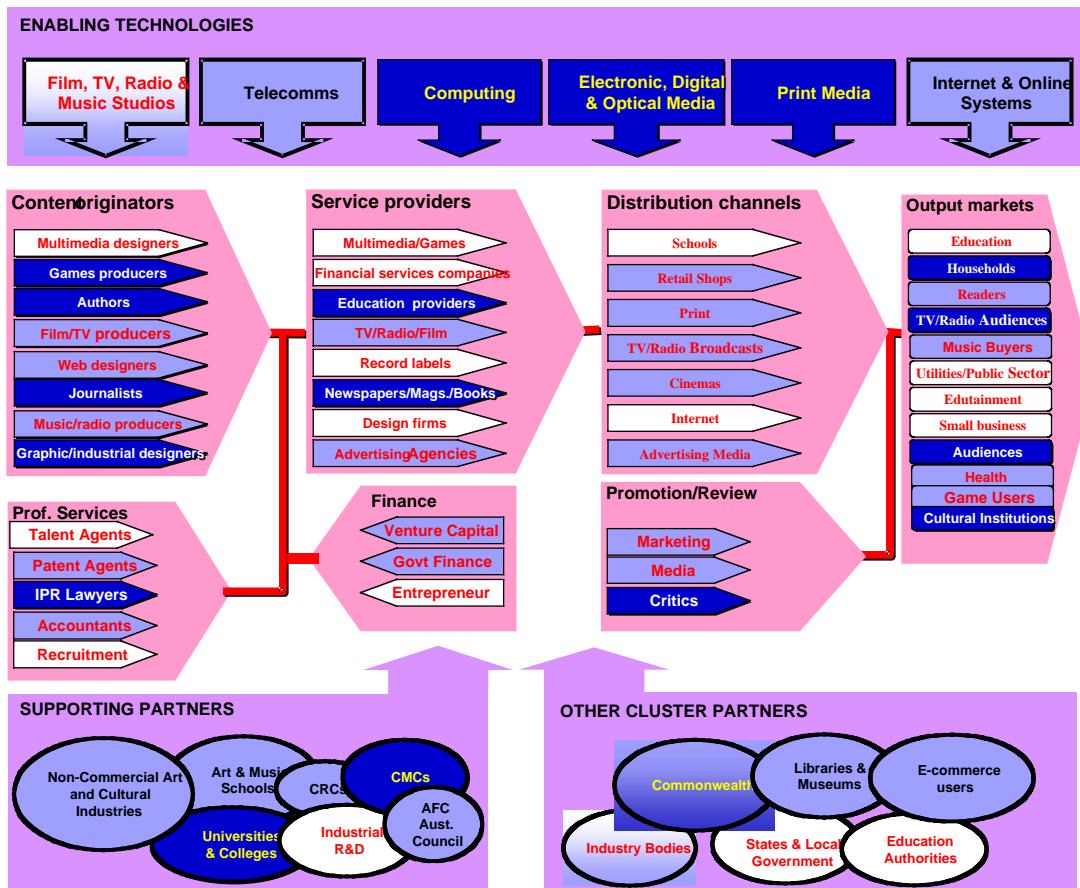 ENABLING TECHNOLOGIES
Film, TV, Radio &
Music Studios
Telecomms
Computing
Electronic, Digital
& Optical Media
Print Media
Internet & Online
Systems
Content originators
Multimedia designers
Games producers
Authors
Film/TV producers
Web designers
Journalists
Music/radio producers
Graphic/industrial designers
Service providers
Multimedia/Games
Financial services companies
Education providers
TV/Radio/Film
Record labels
Newspapers/Mags./Books
Design firms
Advertising Agencies
Distribution channels
Schools
Retail Shops
Print
TV/Radio Broadcasts
Cinemas
Internet
Advertising Media
Output markets
Education
Households
Readers
TV/Radio Audiences
Music Buyers
Utilities/Public Sector
Edutainment
Small business
Audiences
Health
Game Users
Cultural Institutions
Prof. Services
Talent Agents
Patent Agents
IPR Lawyers
Accountants
Recruitment
Finance
Venture Capital
Govt Finance
Entrepreneur
Promotion/Review
Marketing
Media
Critics
SUPPORTING PARTNERS
Non-Commercial Art
and Cultural
Industries
Art & Music
Schools
CRCs
CMCs
AFC
Aust.
Council
Universities
& Colleges
Industrial
R&D
OTHER CLUSTER PARTNERS
Commonwealth
Libraries &
Museums
E-commerce
users
Industry Bodies
States & Local
Government
Education
Authorities